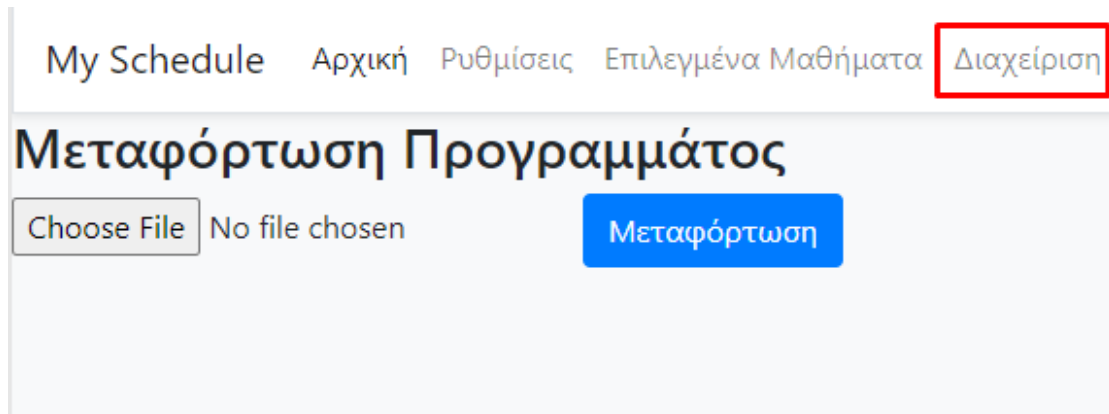 My Schedule Αρχική Ρυθμίσεις Επιλεγμένα Μαθήματα Διαχείριση
Μεταφόρτωση Προγραμμάτος
Choose File No file chosen Μεταφόρτωση